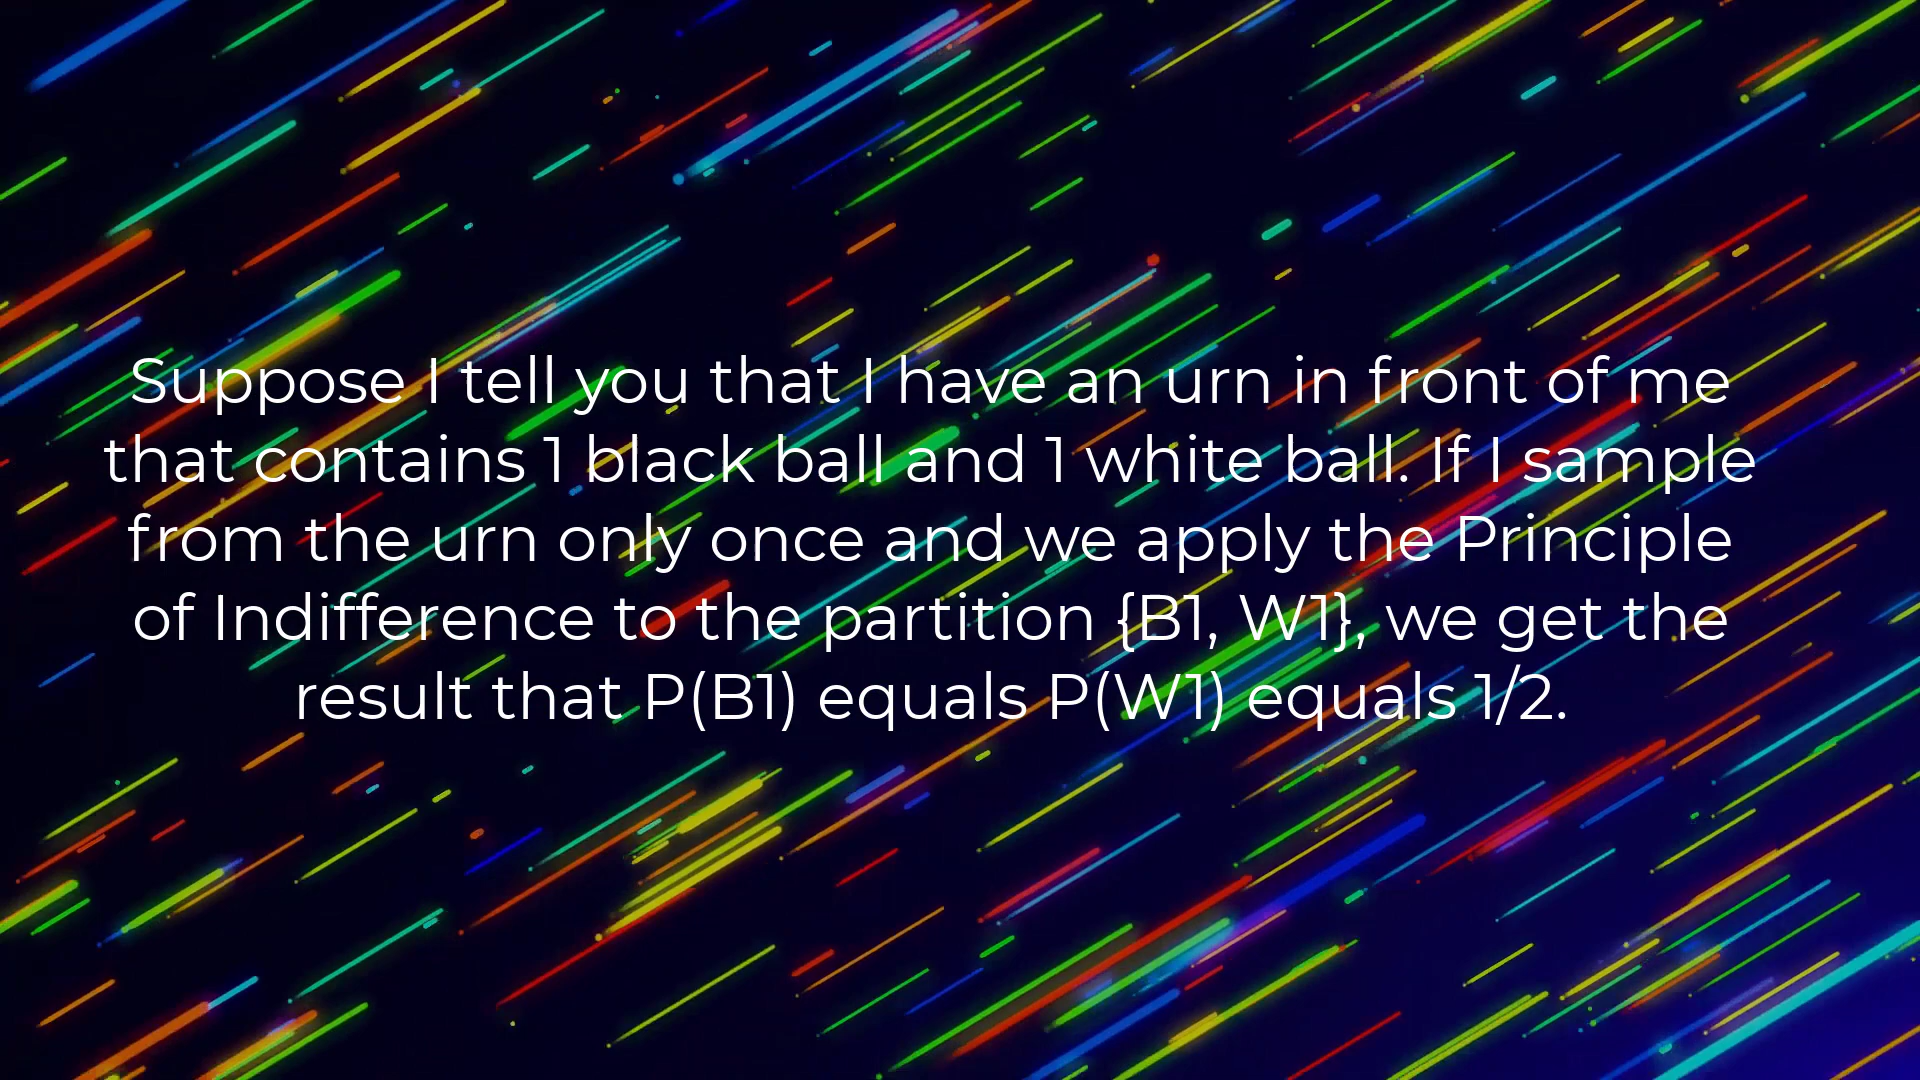 Suppose I tell you that I have an urn in front of me
that contains 1 black ball and 1 white ball. If I sample
from the urn only once and we apply the Principle
of Indifference to the partition {B1, W1}, we get the
result that P(B1) equals P(W1) equals 1/2.